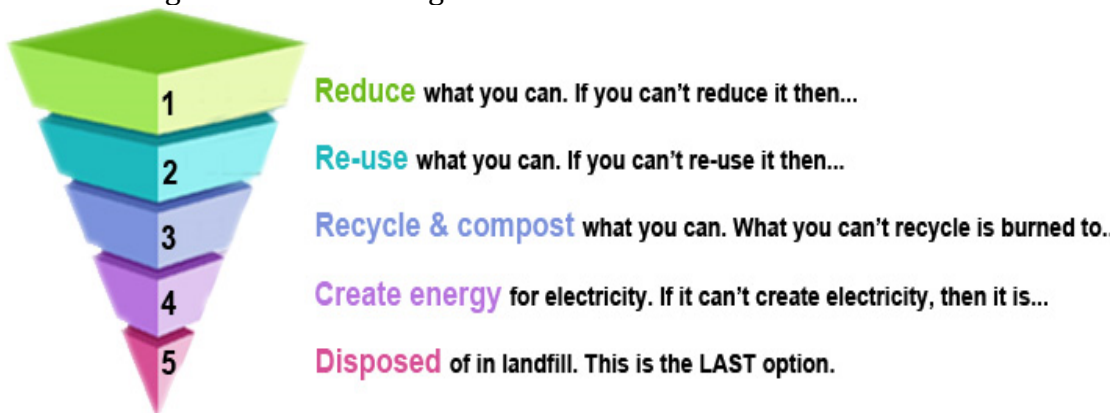 1
Reduce what you can. If you can't reduce it then...
2
Re-use what you can. If you can't re-use it then...
3
Recycle & compost what you can. What you can't recycle is burned to..
4
Create energy for electricity. If it can't create electricity, then it is...
5
Disposed of in landfill. This is the LAST option.